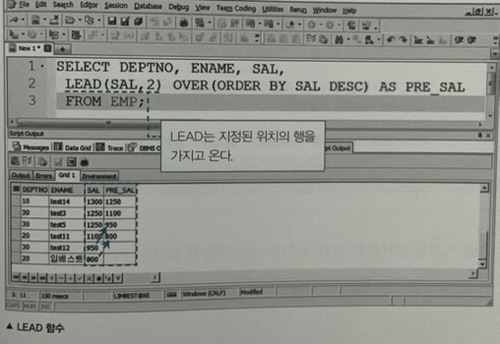 File Edit Search Editor Session Database Debug View Team Coding Utilities Rerun Window Help
New 1 *
1 SELECT DEPTNO, ENAME, SAL,
2 LEAD(SAL,2) OVER(ORDER BY SAL DESC) AS PRE_SAL
3 FROM EMP;
LEAD는 지정된 위치의 행을
가지고 온다.
Script Output
Messages Data Grid Trace DBMS Output
Output Errors Grid 1 Environment
DEPTNO ENAME SAL PRE_SAL
10 test14 1300 1250
30 test3 1250 1100
30 test5 1250 950
20 test11 1100 800
30 test12 950
20 임베스트 800
3: 11 150 msecs LIMBEST@XE Windows (CRLF) Modified
CAPS NUM INS
▲ LEAD 함수